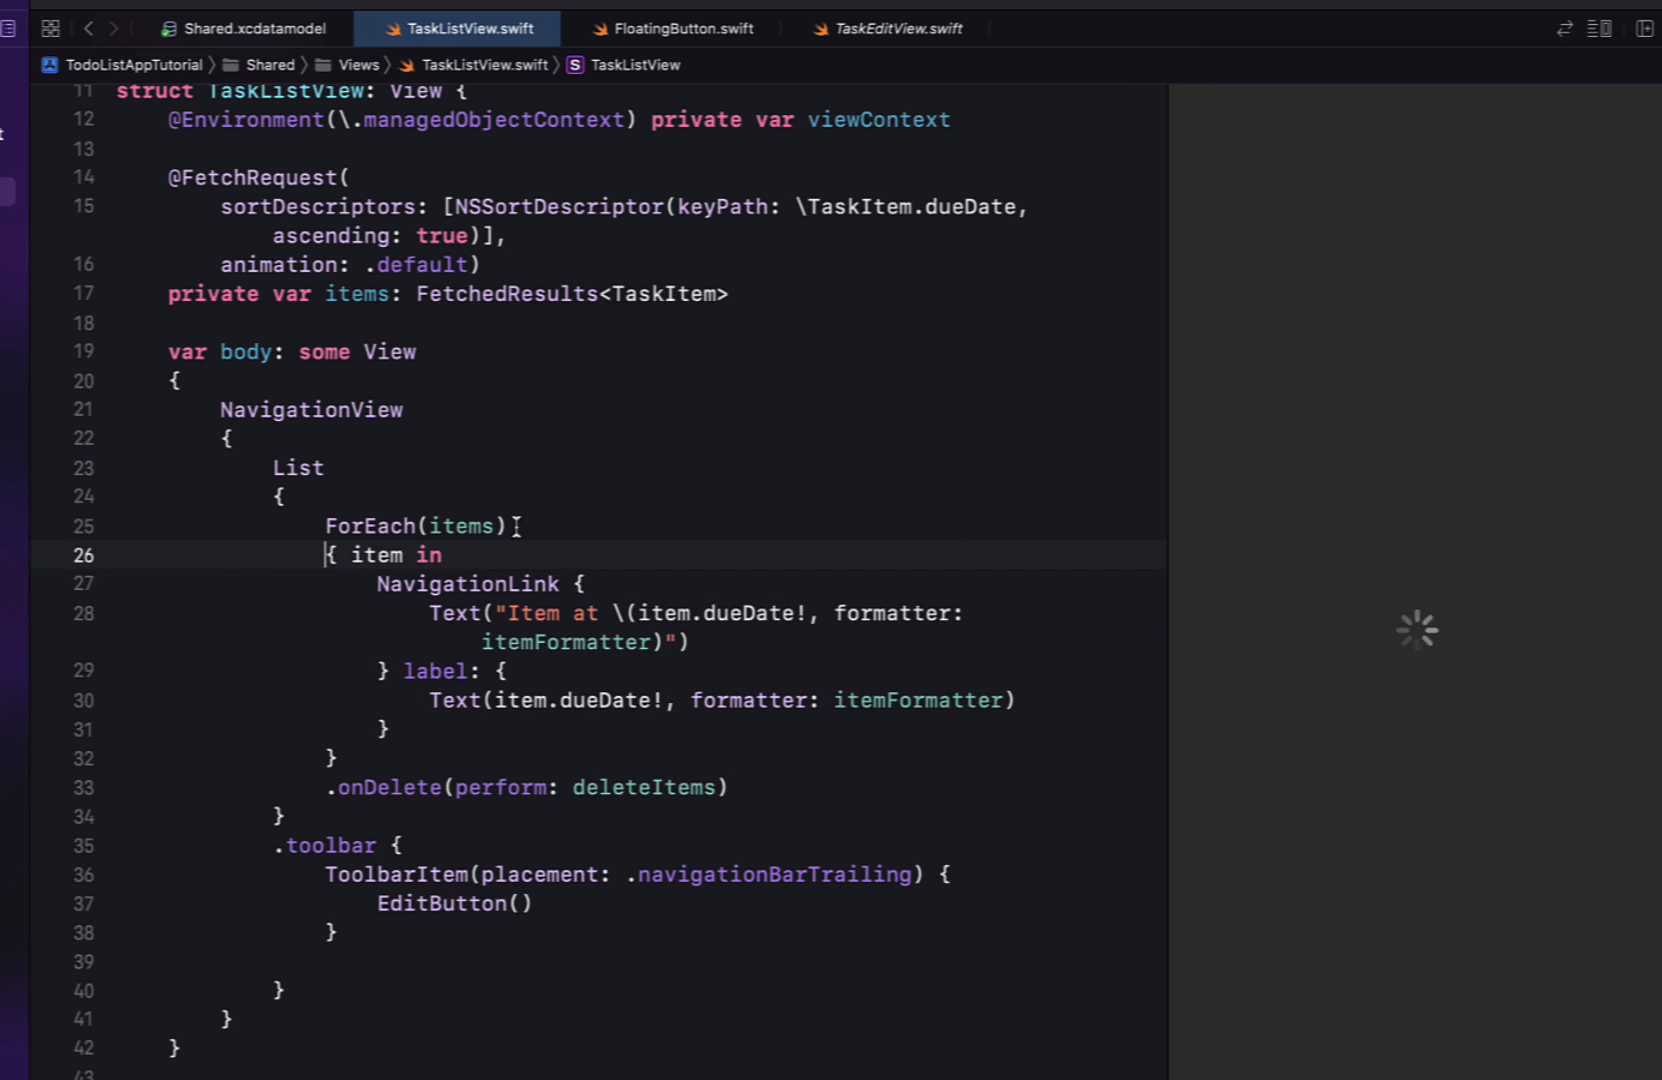 Shared.xcdatamodel
TaskListView.swift
FloatingButton.swift
TaskEditView.swift
TodoListAppTutorial
Shared
Views
TaskListView.swift
S TaskListView
11 struct TaskListView: View {
12 @Environment(\.managedObjectContext) private var viewContext
13
14 @FetchRequest(
15 sortDescriptors: [NSSortDescriptor(keyPath: \TaskItem.dueDate,
ascending: true)],
16 animation: .default)
17 private var items: FetchedResults<TaskItem>
18
19 var body: some View
20 {
21 NavigationView
22 {
23 List
24 {
25 ForEach(items)
26 { item in
27 NavigationLink {
28 Text("Item at \(item.dueDate!, formatter:
itemFormatter)")
29 } label: {
30 Text(item.dueDate!, formatter: itemFormatter)
31 }
32 }
33 .onDelete(perform: deleteItems)
34 }
35 .toolbar {
36 ToolbarItem(placement: .navigationBarTrailing) {
37 EditButton()
38 }
39
40 }
41 }
42 }
43